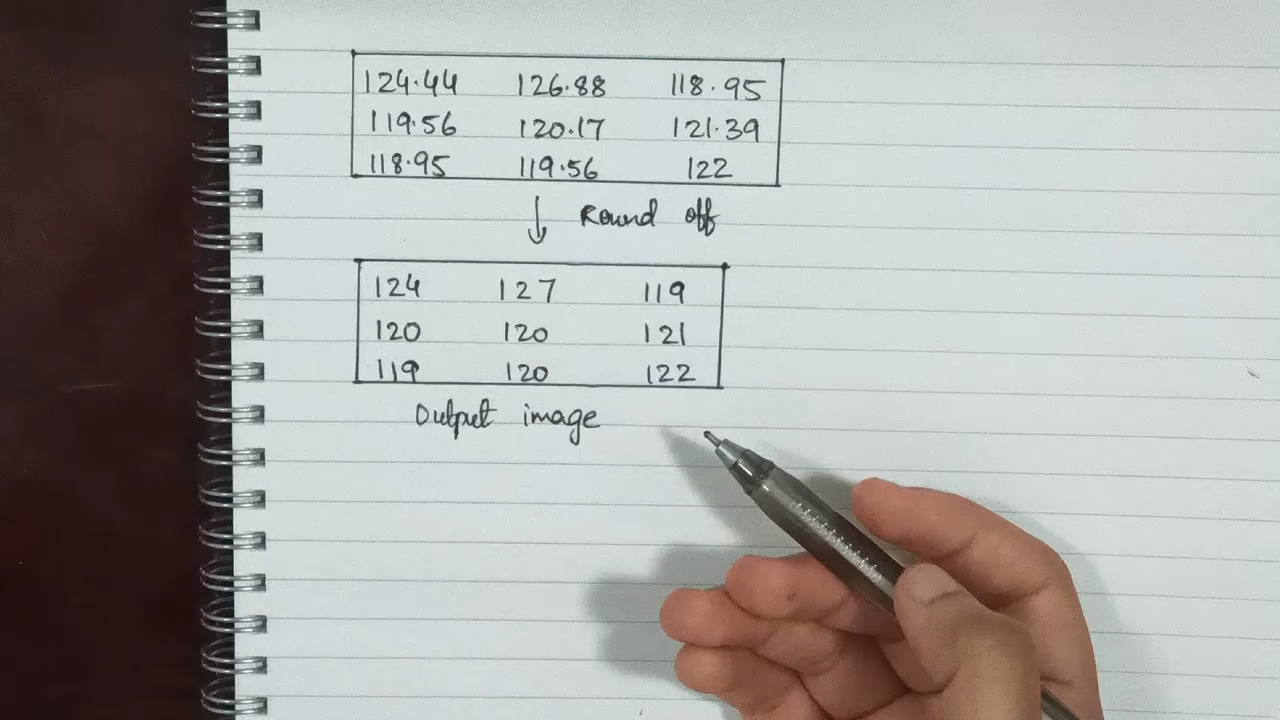 124.44 126.88 118.95
119.56 120.17 121.39
118.95 119.56 122
↓ Round off
124 127 119
120 120 121
119 120 122
Output image